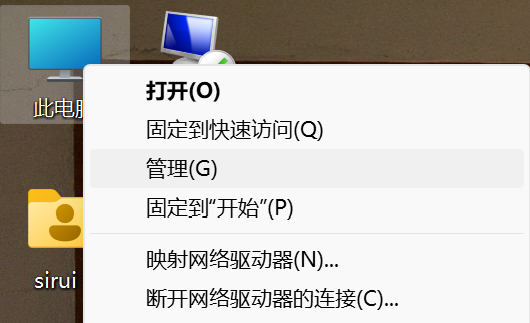 此电脑
打开(O)
固定到快速访问(Q)
管理(G)
固定到“开始”(P)
sirui
映射网络驱动器(N)...
断开网络驱动器的连接(C)...